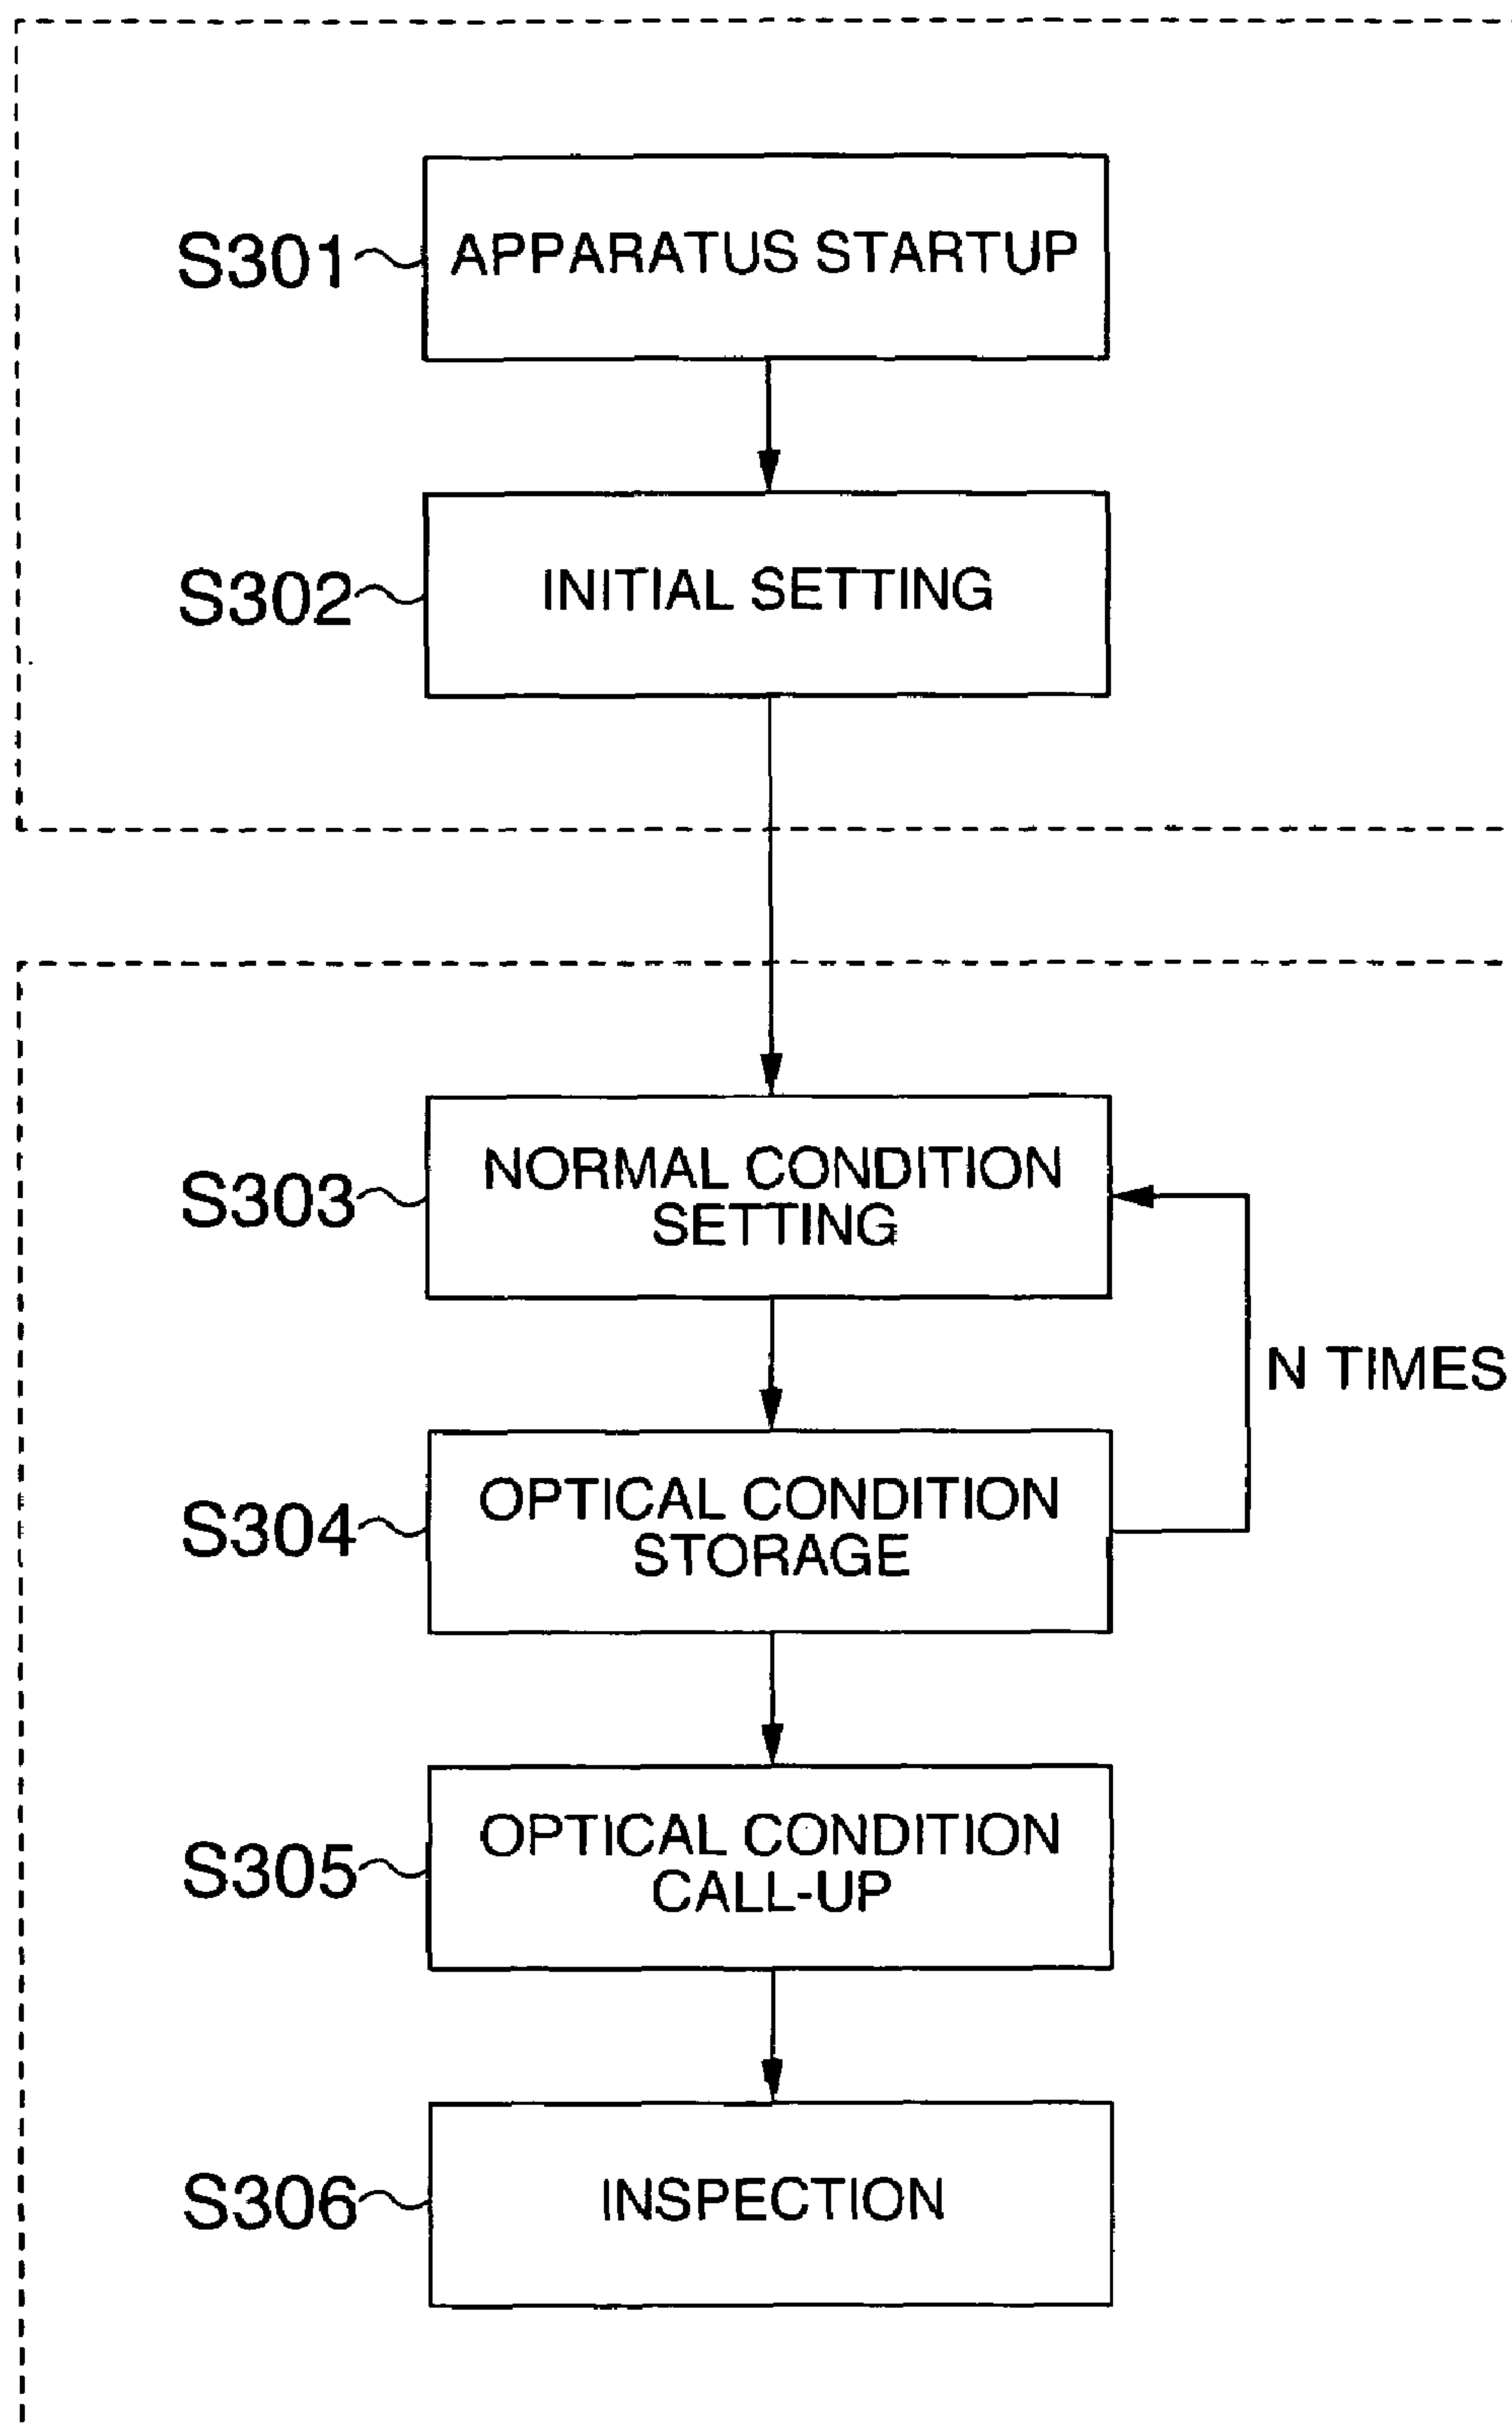 S301
APPARATUS STARTUP
S302
INITIAL SETTING
S303
NORMAL CONDITION
SETTING
N TIMES
S304
OPTICAL CONDITION
STORAGE
S305
OPTICAL CONDITION
CALL-UP
S306
INSPECTION